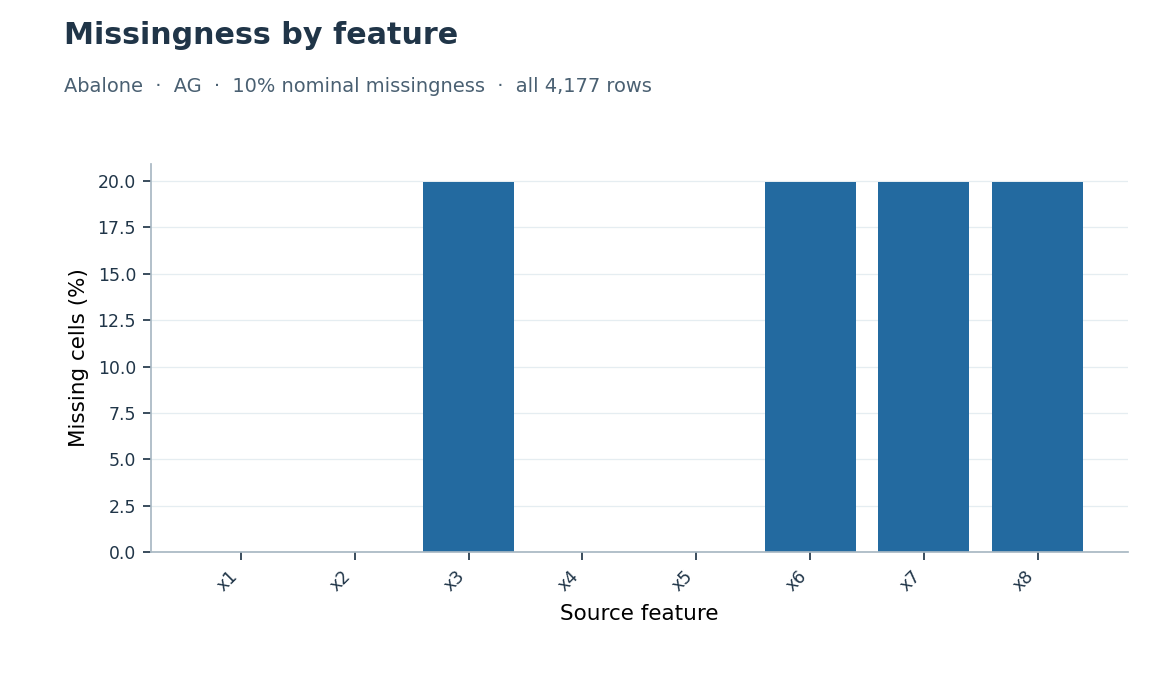 Missingness by feature
Abalone · AG · 10% nominal missingness · all 4,177 rows
Missing cells (%)
20.0
17.5
15.0
12.5
10.0
7.5
5.0
2.5
0.0
x1 x2 x3 x4 x5 x6 x7 x8
Source feature